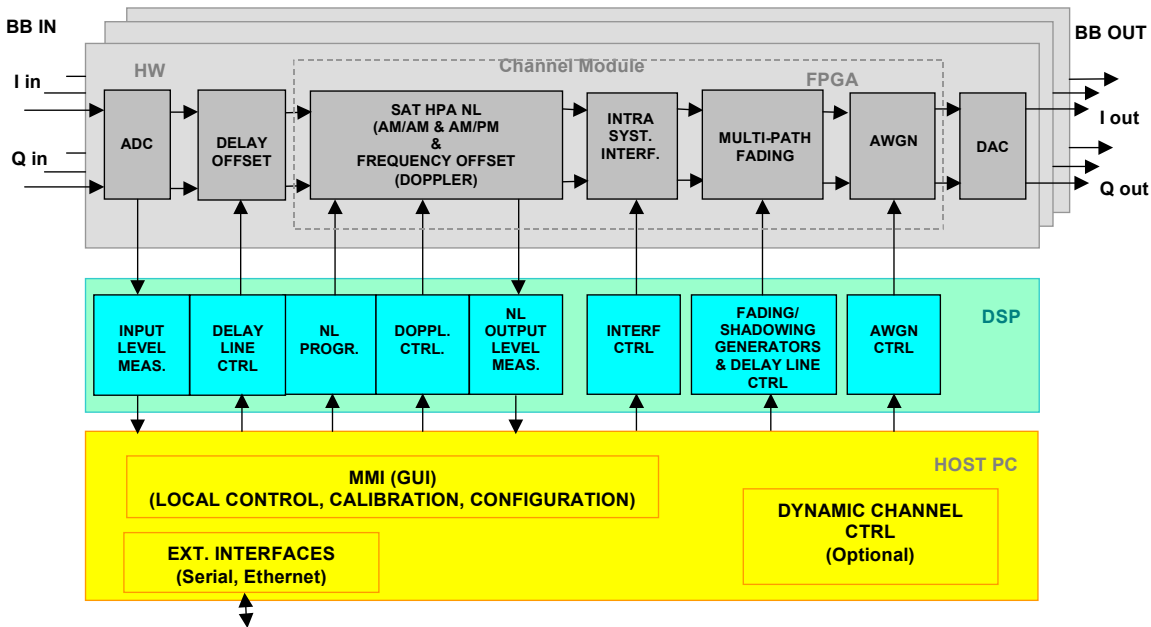 BB IN
BB OUT
HW
Channel Module
FPGA
I in
Q in
ADC
DELAY
OFFSET
SAT HPA NL
(AM/AM & AM/PM
&
FREQUENCY OFFSET
(DOPPLER)
INTRA
SYST.
INTERF.
MULTI-PATH
FADING
AWGN
DAC
I out
Q out
DSP
INPUT
LEVEL
MEAS.
DELAY
LINE
CTRL
NL
PROGR.
DOPPL.
CTRL.
NL
OUTPUT
LEVEL
MEAS.
INTERF
CTRL
FADING/
SHADOWING
GENERATORS
& DELAY LINE
CTRL
AWGN
CTRL
HOST PC
MMI (GUI)
(LOCAL CONTROL, CALIBRATION, CONFIGURATION)
DYNAMIC CHANNEL
CTRL
(Optional)
EXT. INTERFACES
(Serial, Ethernet)